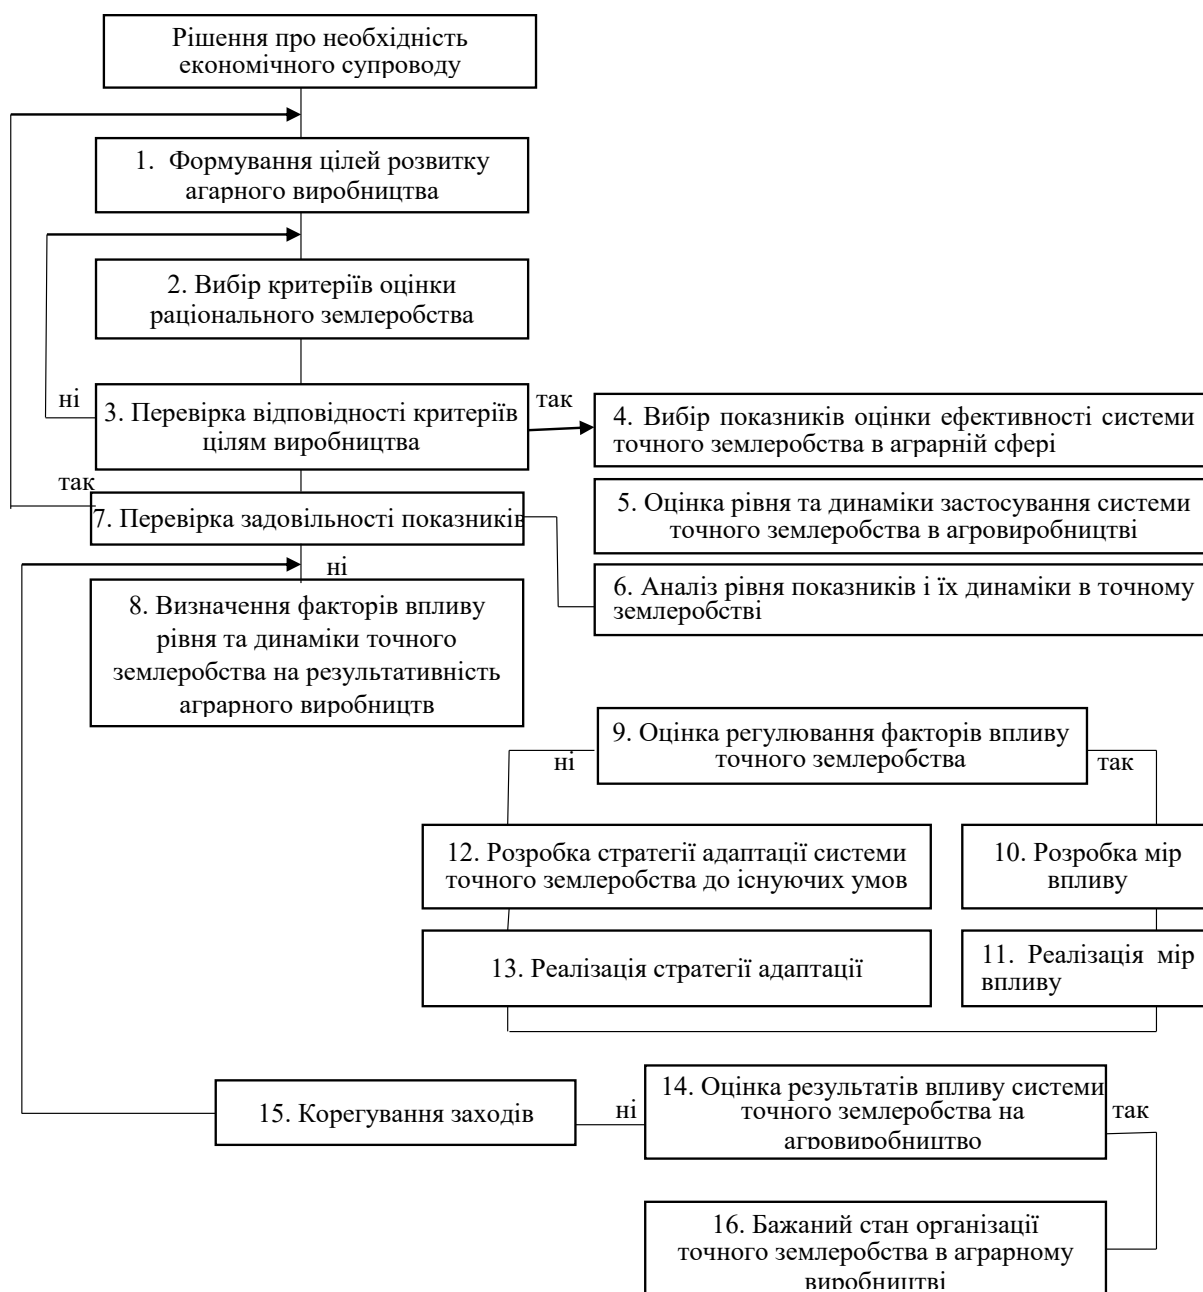 Рішення про необхідність
економічного супроводу
1. Формування цілей розвитку
агарного виробництва
2. Вибір критеріїв оцінки
раціонального землеробства
ні
3. Перевірка відповідності критеріїв
цілям виробництва
так
4. Вибір показників оцінки ефективності системи
точного землеробства в аграрній сфері
так
7. Перевірка задовільності показників
5. Оцінка рівня та динаміки застосування системи
точного землеробства в агровиробництві
ні
6. Аналіз рівня показників і їх динаміки в точному
землеробстві
8. Визначення факторів впливу
рівня та динаміки точного
землеробства на результативність
аграрного виробництв
9. Оцінка регулювання факторів впливу
точного землеробства
ні
так
12. Розробка стратегії адаптації системи
точного землеробства до існуючих умов
10. Розробка мір
впливу
13. Реалізація стратегії адаптації
11. Реалізація мір
впливу
15. Корегування заходів
ні
14. Оцінка результатів впливу системи
точного землеробства на
агровиробництво
так
16. Бажаний стан організації
точного землеробства в аграрному
виробництві